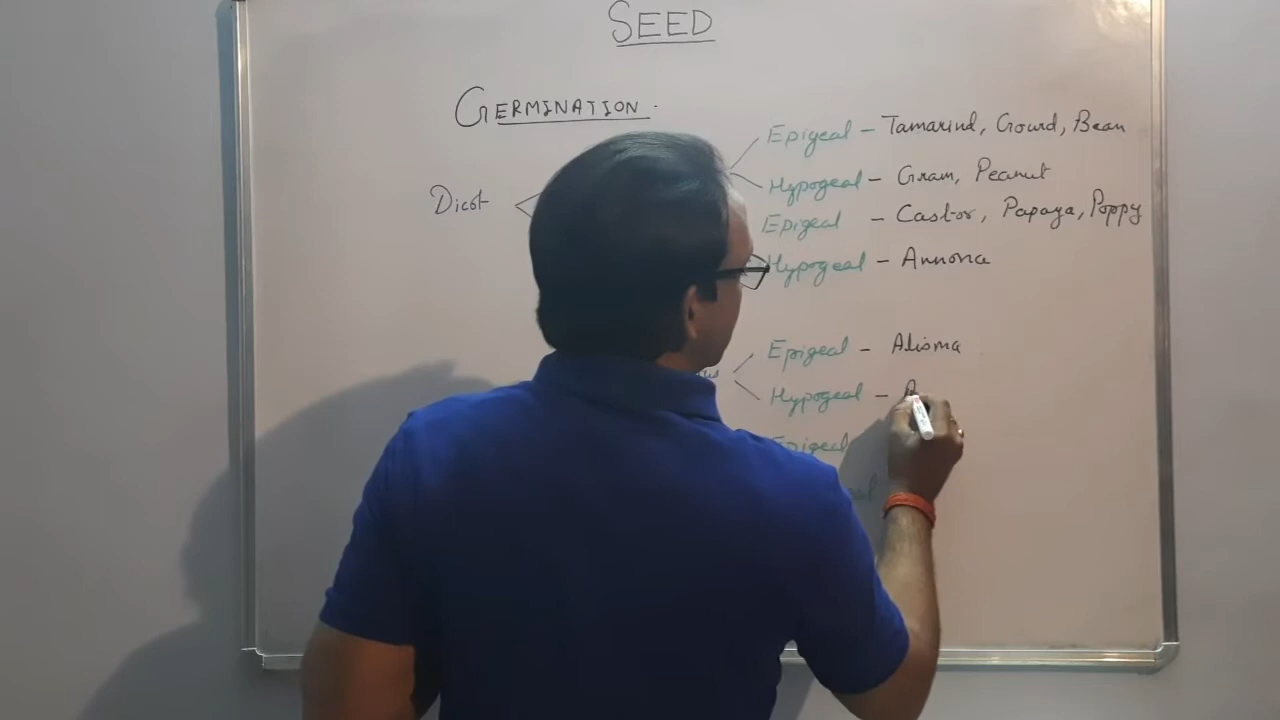 SEED
GERMINATION.
Epigeal – Tamarind, Gourd, Bean
Dicot
Hypogeal – Gram, Peanut
Epigeal – Castor, Papaya, Poppy
Hypogeal – Annona
Epigeal – Alisma
Hypogeal –
Epigeal